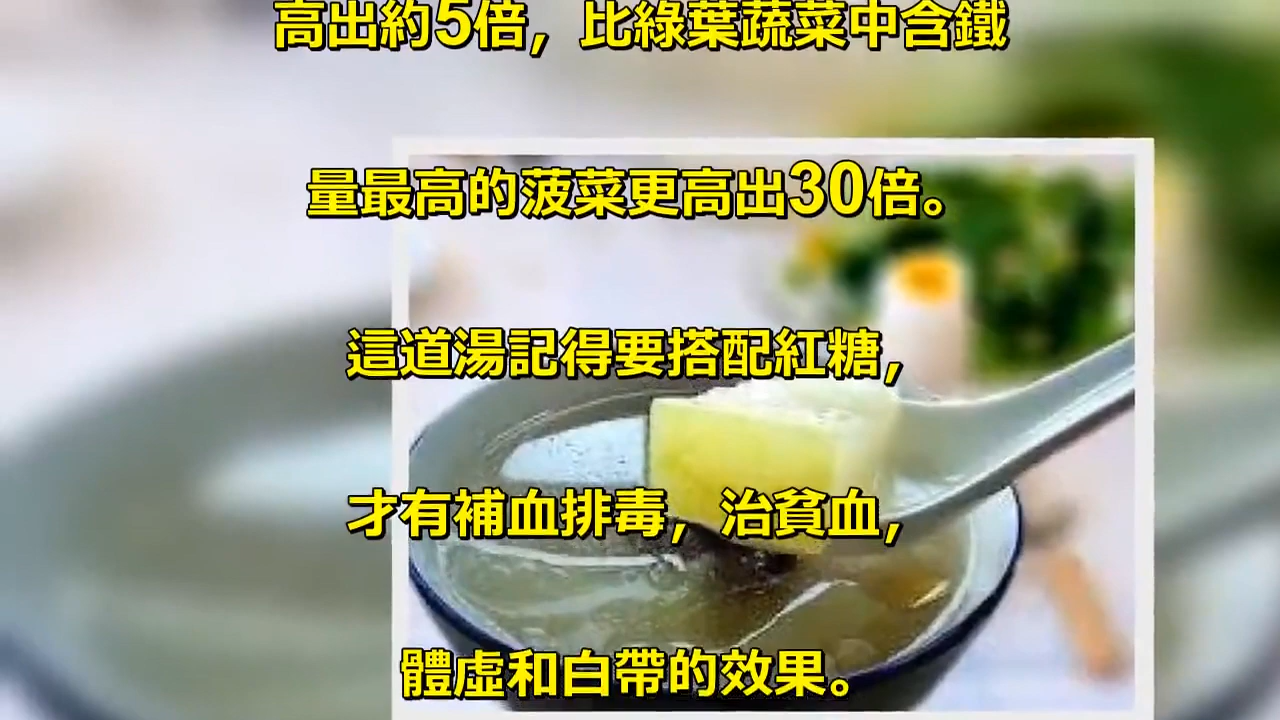 高出約5倍，比綠葉蔬菜中含鐵
量最高的菠菜更高出30倍。
這道湯記得要搭配紅糖，
才有補血排毒，治貧血，
體虛和白帶的效果。